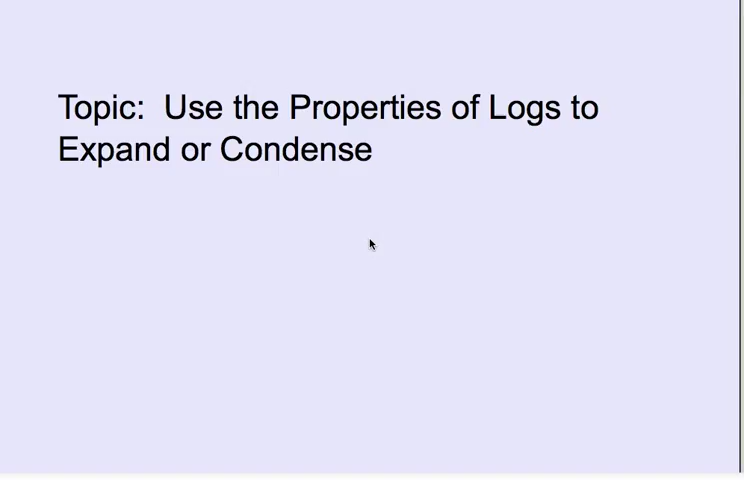 Topic:  Use the Properties of Logs to
Expand or Condense